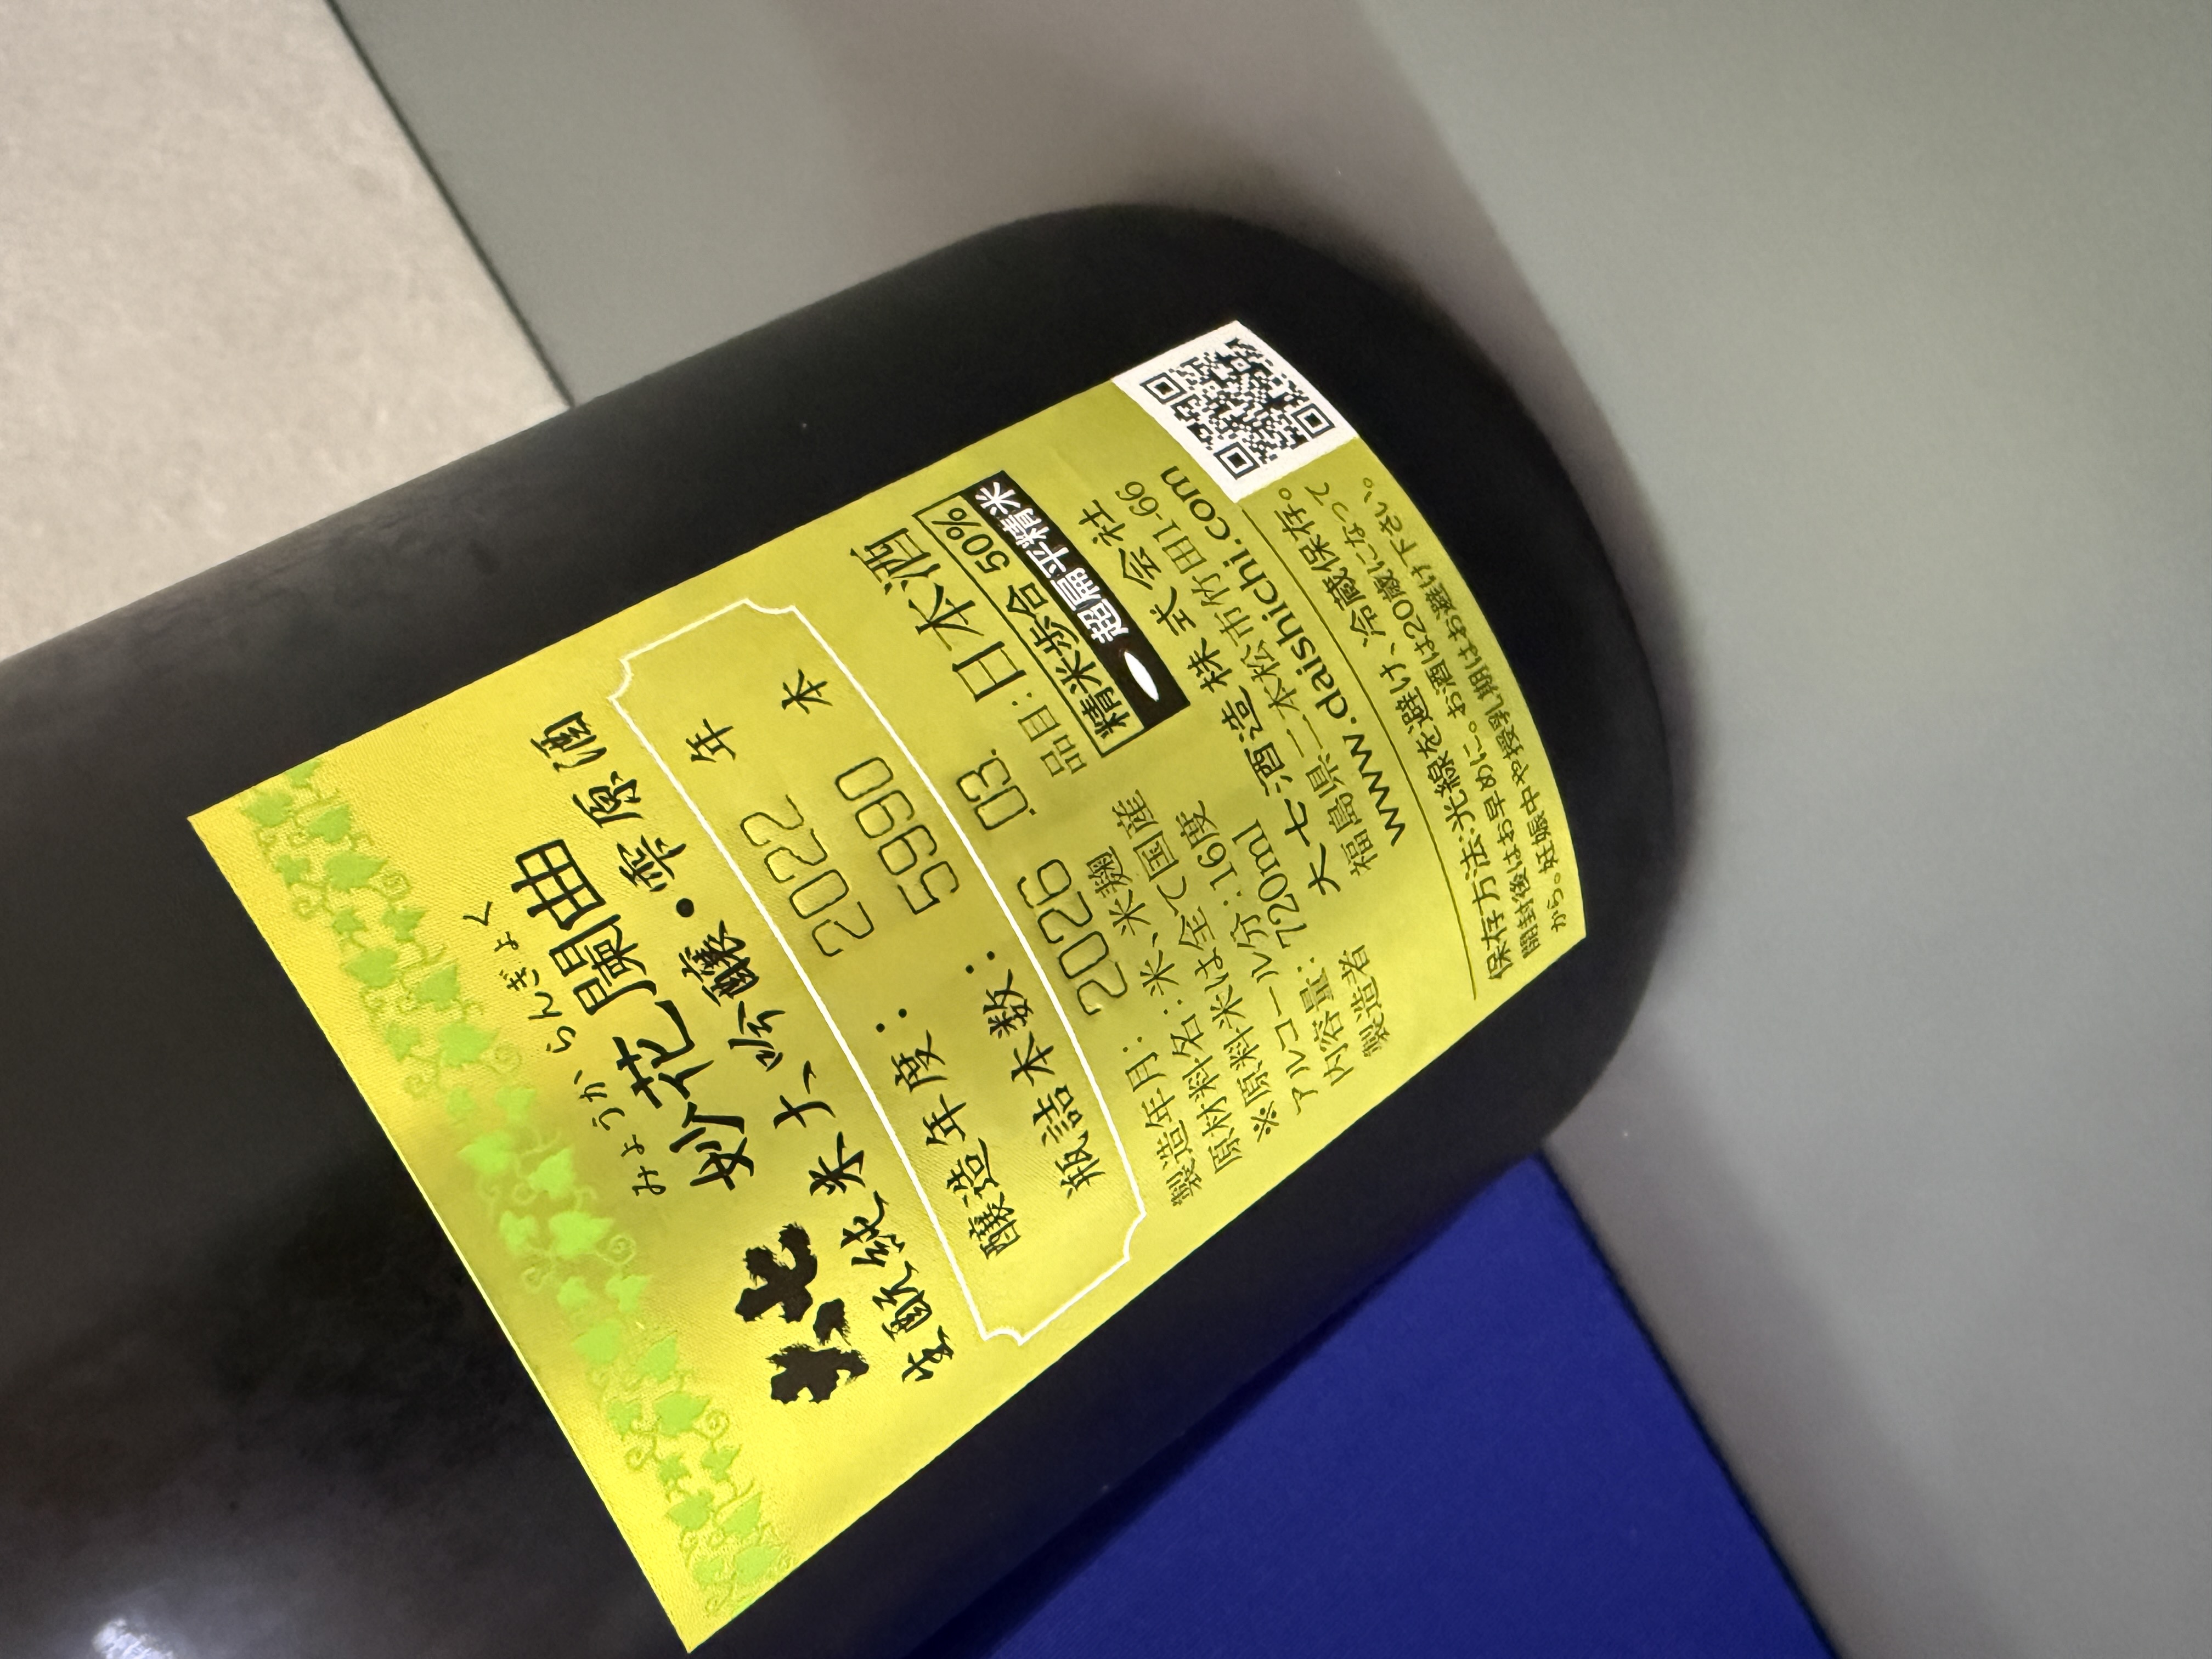 みょうか らんぎょく
大七 妙花闌曲
生酛純米大吟醸・雫原酒
醸造年度: 2022 年
瓶詰本数: 5990 本
製造年月: 2026 03. 品目:日本酒
原材料名:米、米麹
精米歩合 50%
超扁平精米
※原料米は全て国産
アルコール分:16度
内容量: 720ml
製造者 大七酒造株式会社
福島県二本松市竹田1-66
www.daishichi.com
保存方法:光線を避け、冷蔵保存。
開封後はお早めに。お酒は20歳になって
から。妊娠中や授乳期はお避け下さい。